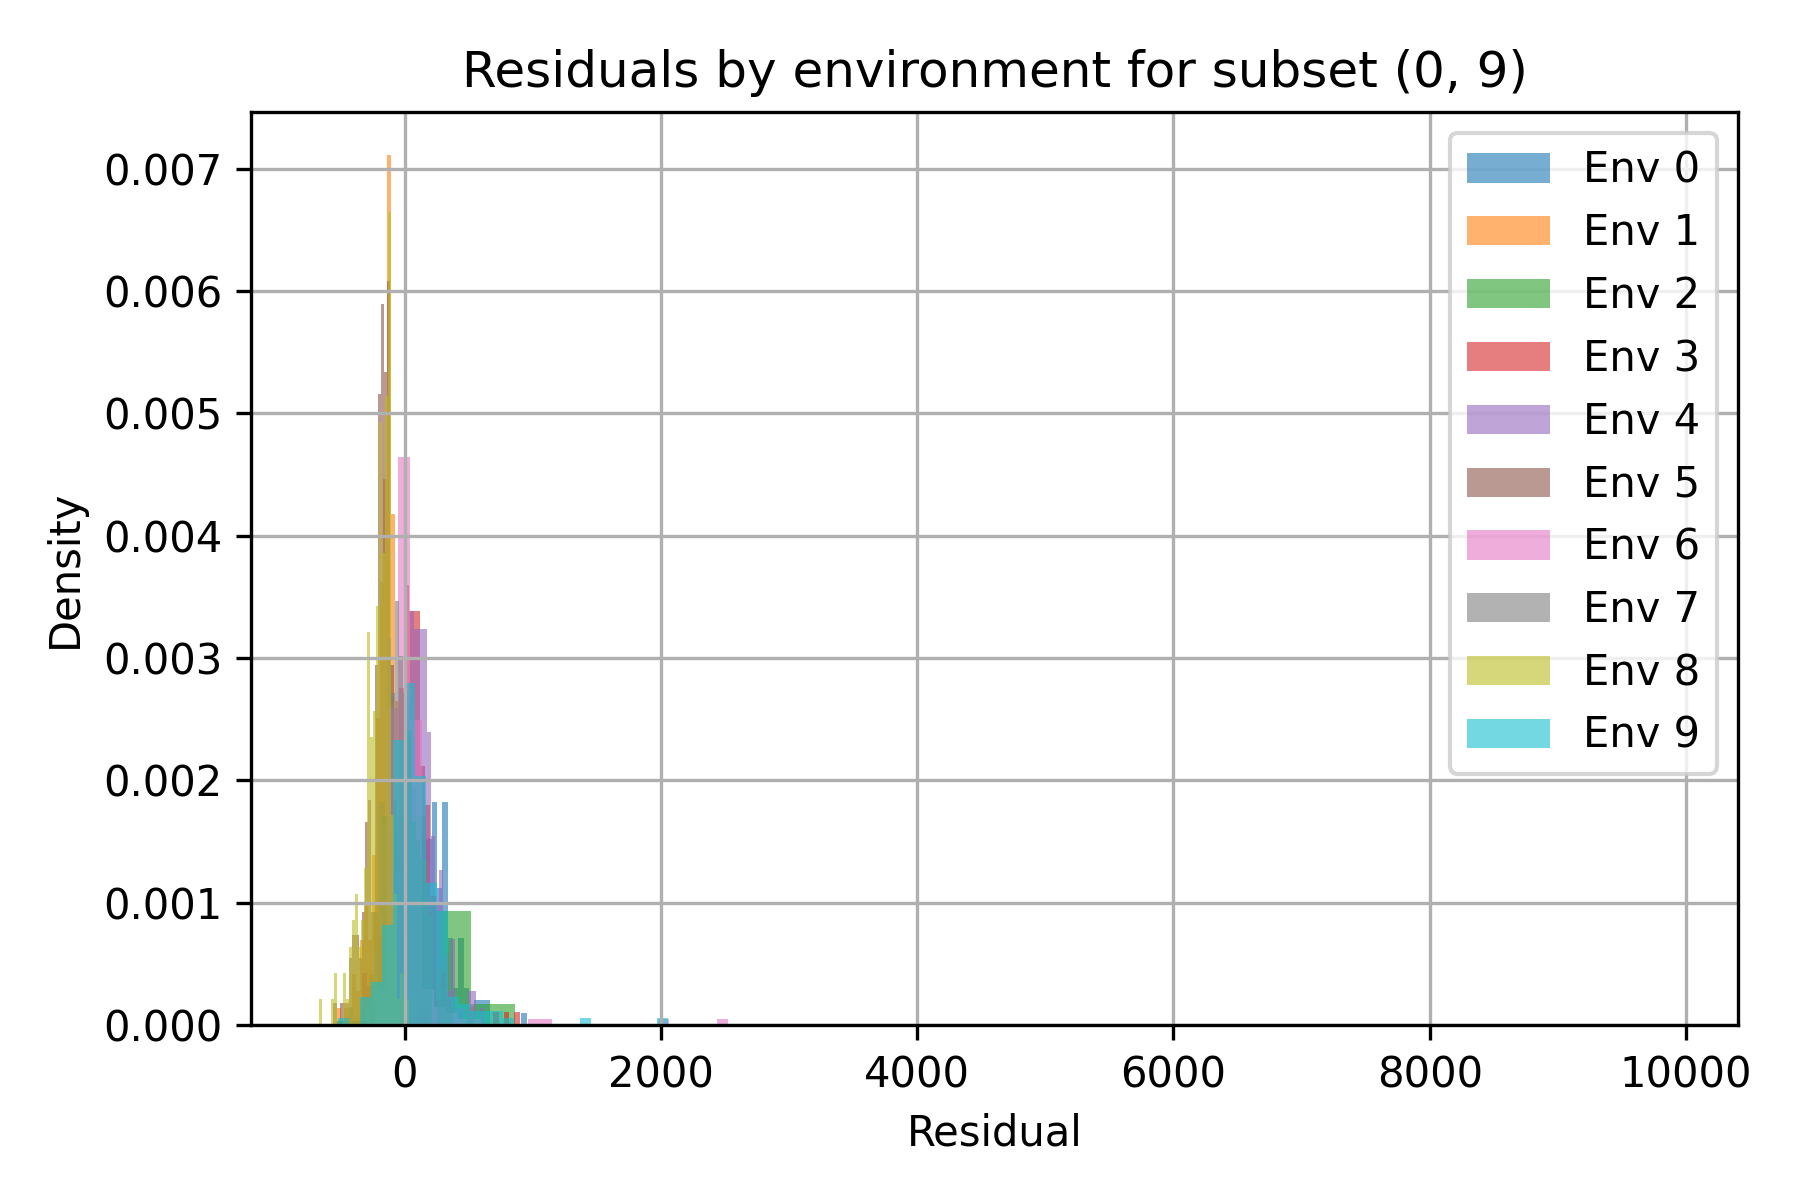 Residuals by environment for subset (0, 9)
Density
0.007
0.006
0.005
0.004
0.003
0.002
0.001
0.000
0
2000
4000
6000
8000
10000
Residual
Env 0
Env 1
Env 2
Env 3
Env 4
Env 5
Env 6
Env 7
Env 8
Env 9